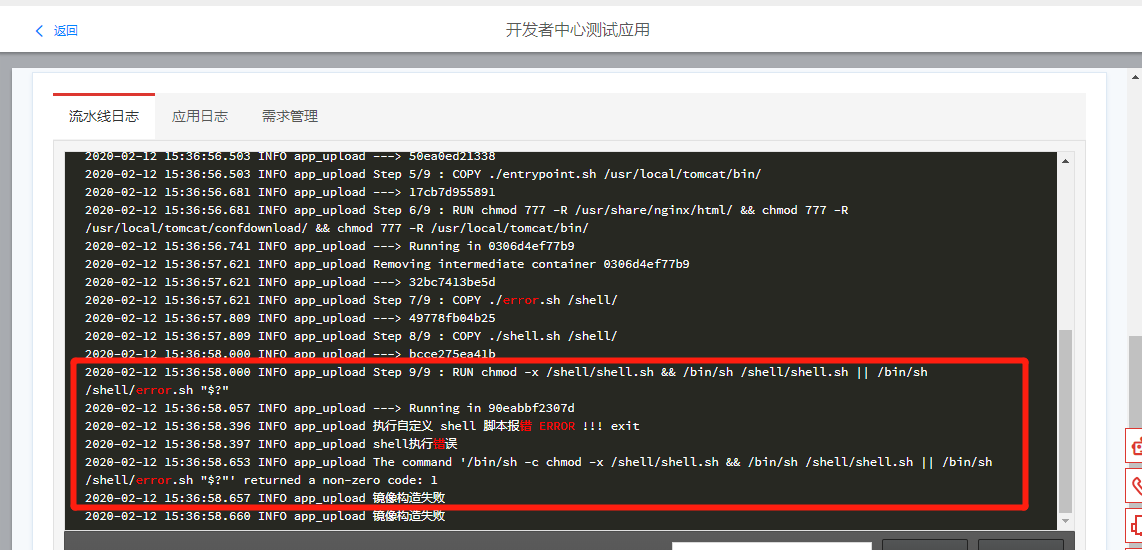 返回
开发者中心测试应用
流水线日志
应用日志
需求管理
2020-02-12 15:36:56.503 INFO app_upload ---> 50ea0ed21338
2020-02-12 15:36:56.503 INFO app_upload Step 5/9 : COPY ./entrypoint.sh /usr/local/tomcat/bin/
2020-02-12 15:36:56.681 INFO app_upload ---> 17cb7d955891
2020-02-12 15:36:56.681 INFO app_upload Step 6/9 : RUN chmod 777 -R /usr/share/nginx/html/ && chmod 777 -R
/usr/local/tomcat/confdownload/ && chmod 777 -R /usr/local/tomcat/bin/
2020-02-12 15:36:56.741 INFO app_upload ---> Running in 0306d4ef77b9
2020-02-12 15:36:57.621 INFO app_upload Removing intermediate container 0306d4ef77b9
2020-02-12 15:36:57.621 INFO app_upload ---> 32bc7413be5d
2020-02-12 15:36:57.621 INFO app_upload Step 7/9 : COPY ./error.sh /shell/
2020-02-12 15:36:57.809 INFO app_upload ---> 49778fb04b25
2020-02-12 15:36:57.809 INFO app_upload Step 8/9 : COPY ./shell.sh /shell/
2020-02-12 15:36:58.000 INFO app_upload ---> bcce275ea41b
2020-02-12 15:36:58.000 INFO app_upload Step 9/9 : RUN chmod -x /shell/shell.sh && /bin/sh /shell/shell.sh || /bin/sh
/shell/error.sh "$?"
2020-02-12 15:36:58.057 INFO app_upload ---> Running in 90eabbf2307d
2020-02-12 15:36:58.396 INFO app_upload 执行自定义 shell 脚本报错 ERROR !!! exit
2020-02-12 15:36:58.397 INFO app_upload shell执行错误
2020-02-12 15:36:58.653 INFO app_upload The command '/bin/sh -c chmod -x /shell/shell.sh && /bin/sh /shell/shell.sh || /bin/sh
/shell/error.sh "$?"' returned a non-zero code: 1
2020-02-12 15:36:58.657 INFO app_upload 镜像构造失败
2020-02-12 15:36:58.660 INFO app_upload 镜像构造失败